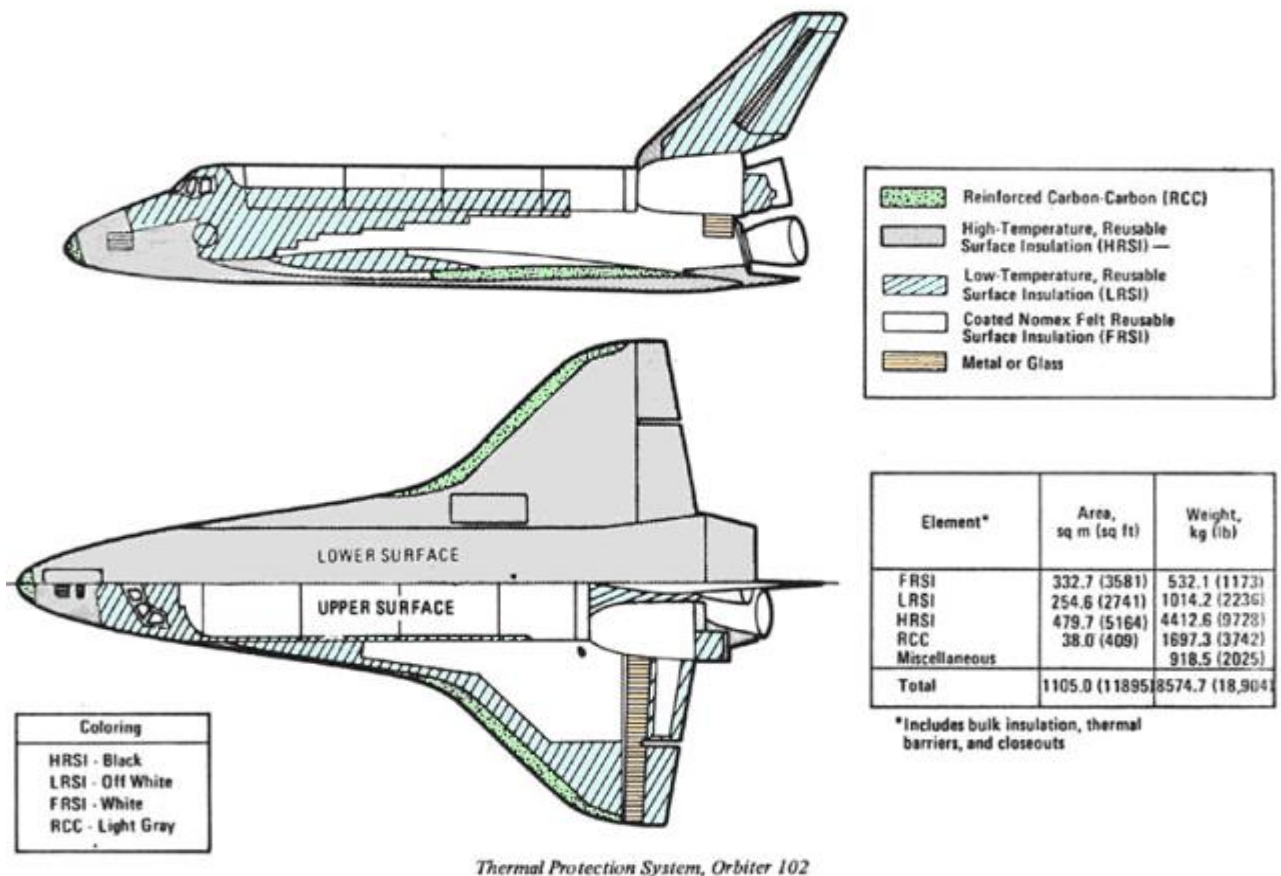 Reinforced Carbon-Carbon (RCC)
High-Temperature, Reusable
Surface Insulation (HRSI) —
Low-Temperature, Reusable
Surface Insulation (LRSI)
Coated Nomex Felt Reusable
Surface Insulation (FRSI)
Metal or Glass
LOWER SURFACE
UPPER SURFACE
Element* Area, sq m (sq ft) Weight, kg (lb)
FRSI 332.7 (3581) 532.1 (1173)
LRSI 254.6 (2741) 1014.2 (2236)
HRSI 479.7 (5164) 4412.6 (9728)
RCC 38.0 (409) 1697.3 (3742)
Miscellaneous 918.5 (2025)
Total 1105.0 (11895) 8574.7 (18,904)
*Includes bulk insulation, thermal
barriers, and closeouts
Coloring
HRSI - Black
LRSI - Off White
FRSI - White
RCC - Light Gray
Thermal Protection System, Orbiter 102